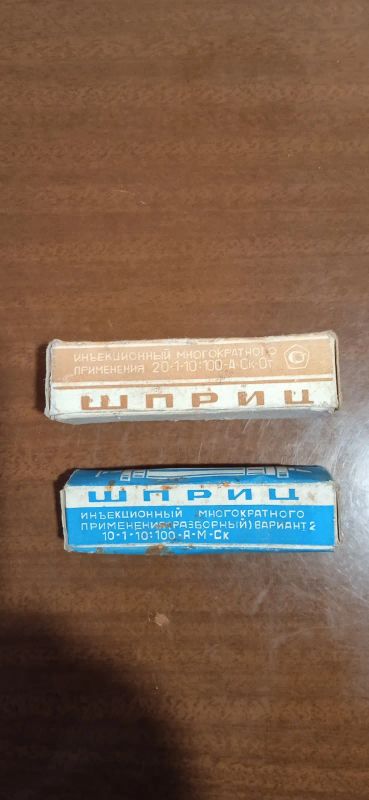 ИНЪЕКЦИОННЫЙ МНОГОКРАТНОГО
ПРИМЕНЕНИЯ 20-1-10:100-А-Ск-От
ШПРИЦ
ШПРИЦ
ИНЪЕКЦИОННЫЙ МНОГОКРАТНОГО
ПРИМЕНЕНИЯ (РАЗБОРНЫЙ) ВАРИАНТ 2
10-1-10:100-А-М-Ск